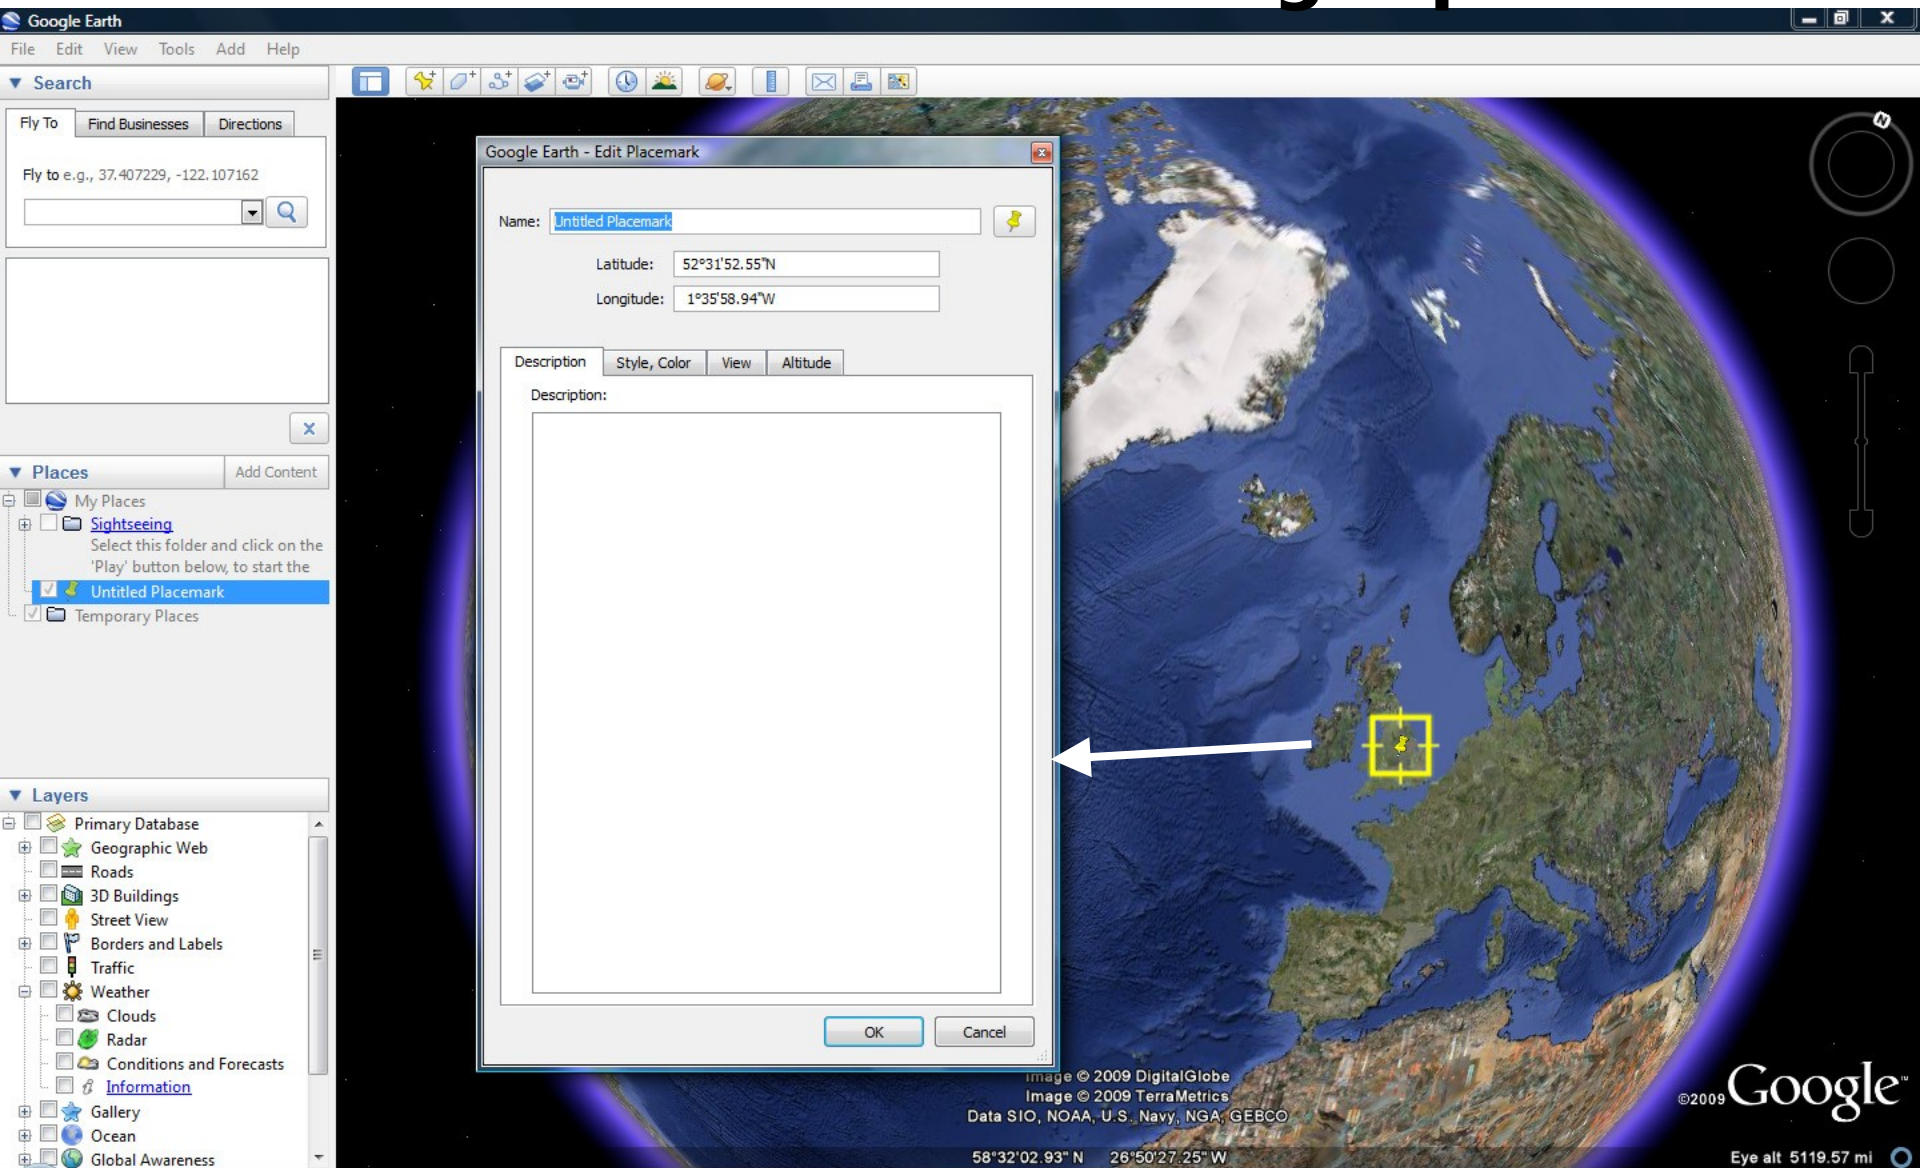 Google Earth
File Edit View Tools Add Help
Search
Fly To Find Businesses Directions
Fly to e.g., 37.407229, -122.107162
Places Add Content
My Places
Sightseeing
Select this folder and click on the
'Play' button below, to start the
Untitled Placemark
Temporary Places
Layers
Primary Database
Geographic Web
Roads
3D Buildings
Street View
Borders and Labels
Traffic
Weather
Clouds
Radar
Conditions and Forecasts
Information
Gallery
Ocean
Global Awareness
Google Earth - Edit Placemark
Name: Untitled Placemark
Latitude: 52°31'52.55"N
Longitude: 1°35'58.94"W
Description Style, Color View Altitude
Description:
OK Cancel
N
Image © 2009 DigitalGlobe
Image © 2009 TerraMetrics
Data SIO, NOAA, U.S. Navy, NGA, GEBCO
©2009 Google™
58°32'02.93" N 26°50'27.25" W
Eye alt 5119.57 mi